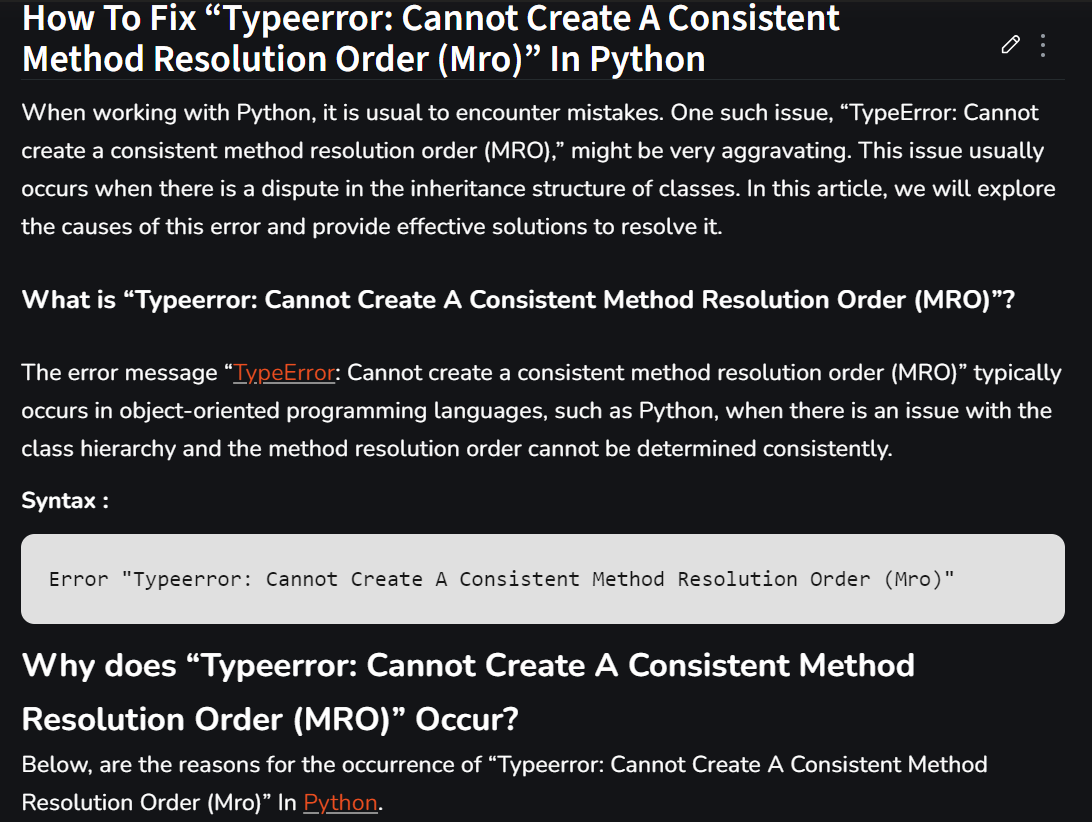 How To Fix “Typeerror: Cannot Create A Consistent
Method Resolution Order (Mro)” In Python
When working with Python, it is usual to encounter mistakes. One such issue, “TypeError: Cannot
create a consistent method resolution order (MRO),” might be very aggravating. This issue usually
occurs when there is a dispute in the inheritance structure of classes. In this article, we will explore
the causes of this error and provide effective solutions to resolve it.
What is “Typeerror: Cannot Create A Consistent Method Resolution Order (MRO)”?
The error message “TypeError: Cannot create a consistent method resolution order (MRO)” typically
occurs in object-oriented programming languages, such as Python, when there is an issue with the
class hierarchy and the method resolution order cannot be determined consistently.
Syntax :
Error "Typeerror: Cannot Create A Consistent Method Resolution Order (Mro)"
Why does “Typeerror: Cannot Create A Consistent Method
Resolution Order (MRO)” Occur?
Below, are the reasons for the occurrence of “Typeerror: Cannot Create A Consistent Method
Resolution Order (Mro)” In Python.